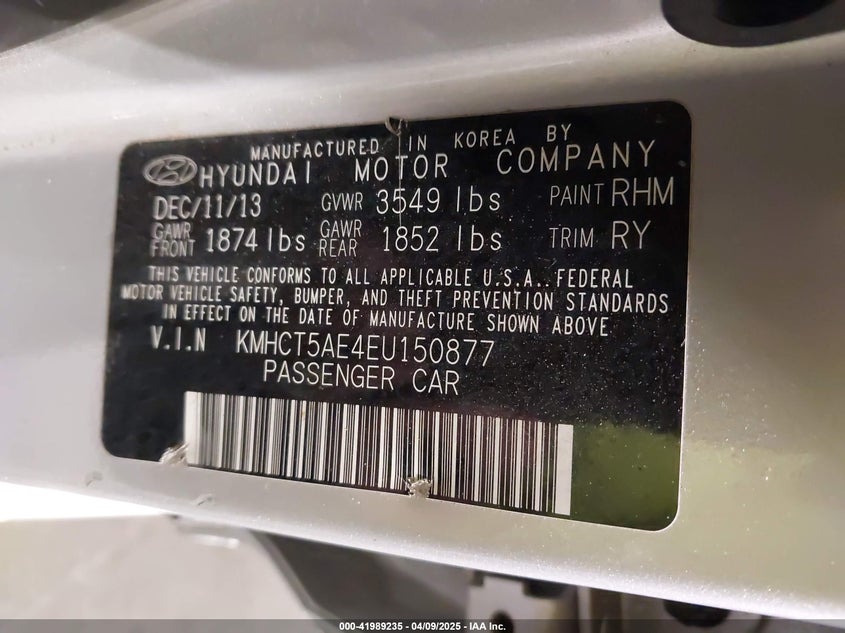 MANUFACTURED IN KOREA BY
HYUNDAI MOTOR COMPANY
DEC/11/13 GVWR 3549 lbs PAINT RHM
GAWR FRONT 1874 lbs GAWR REAR 1852 lbs TRIM RY
THIS VEHICLE CONFORMS TO ALL APPLICABLE U.S.A.. FEDERAL
MOTOR VEHICLE SAFETY, BUMPER, AND THEFT PREVENTION STANDARDS
IN EFFECT ON THE DATE OF MANUFACTURE SHOWN ABOVE
V.I.N KMHCT5AE4EU150877
PASSENGER CAR
000-41989235 - 04/09/2025 - IAA Inc.